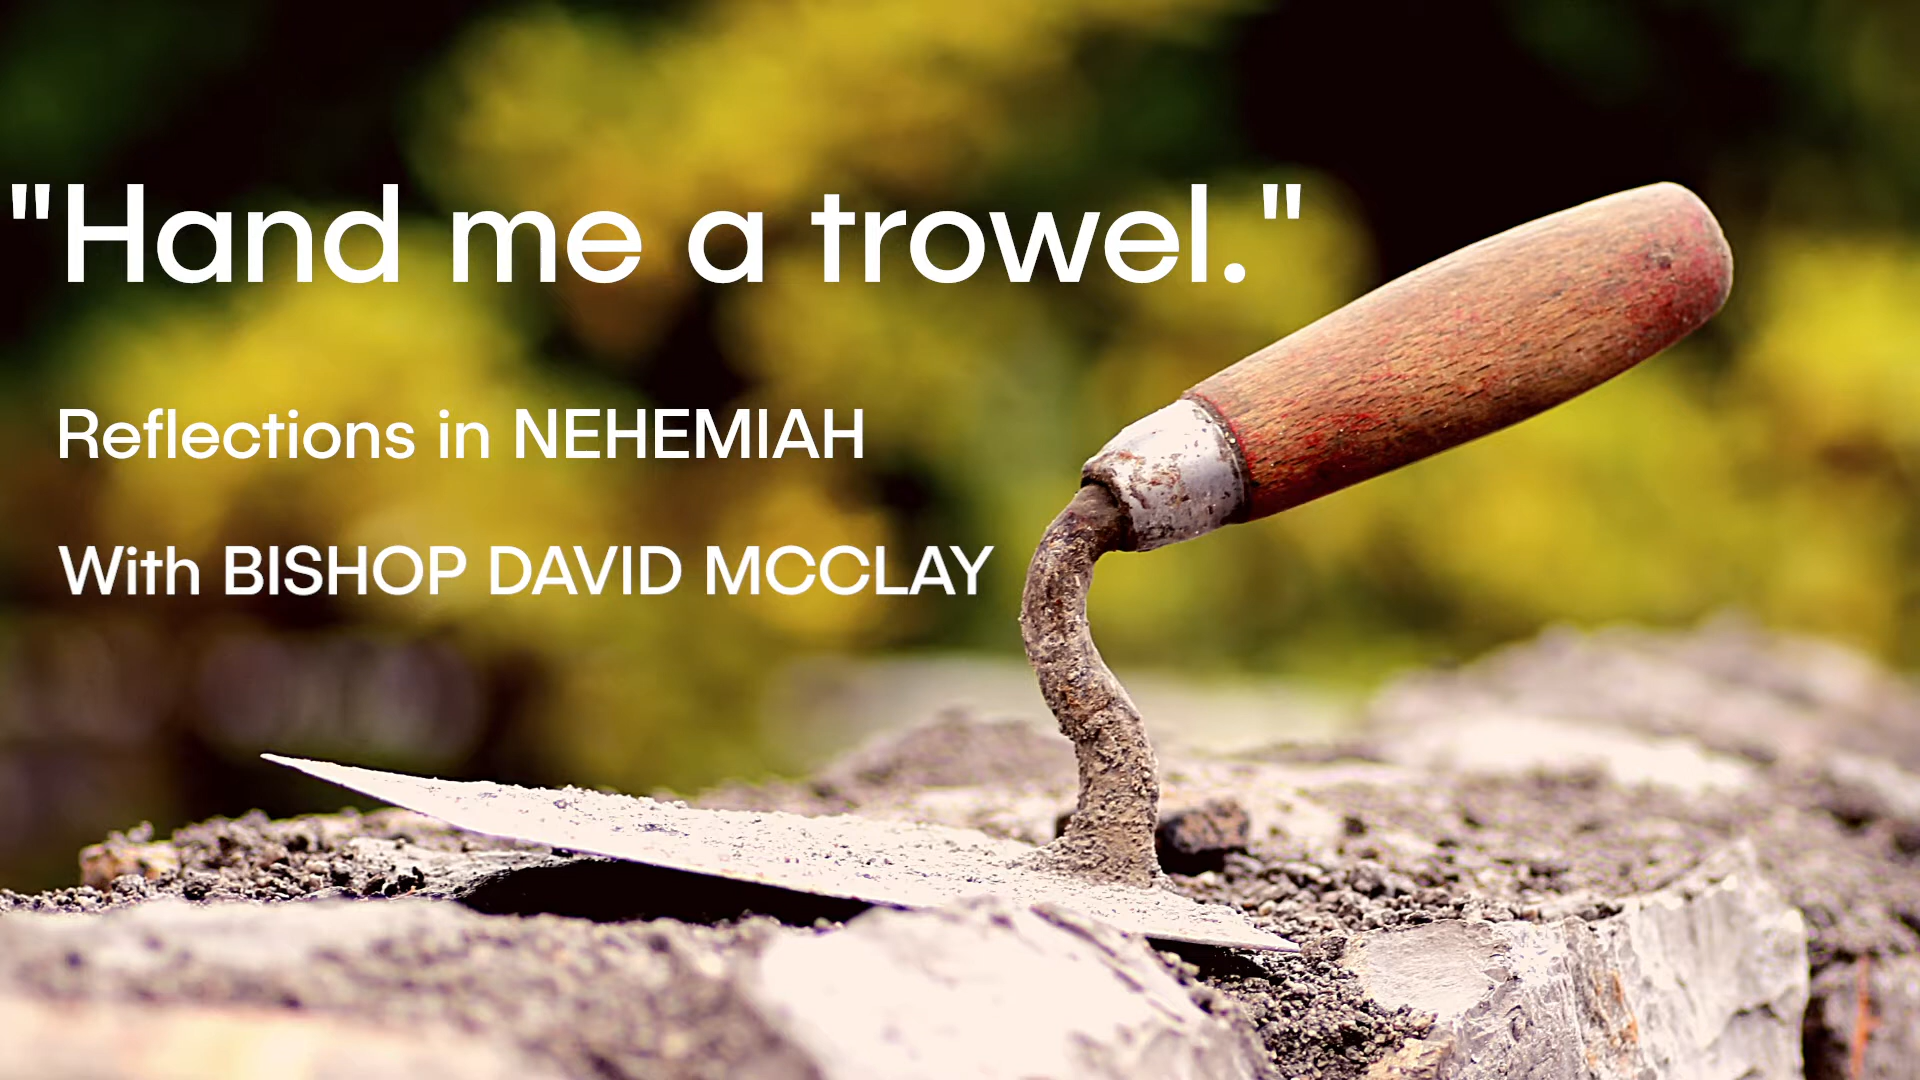 "Hand me a trowel."
Reflections in NEHEMIAH
With BISHOP DAVID MCCLAY